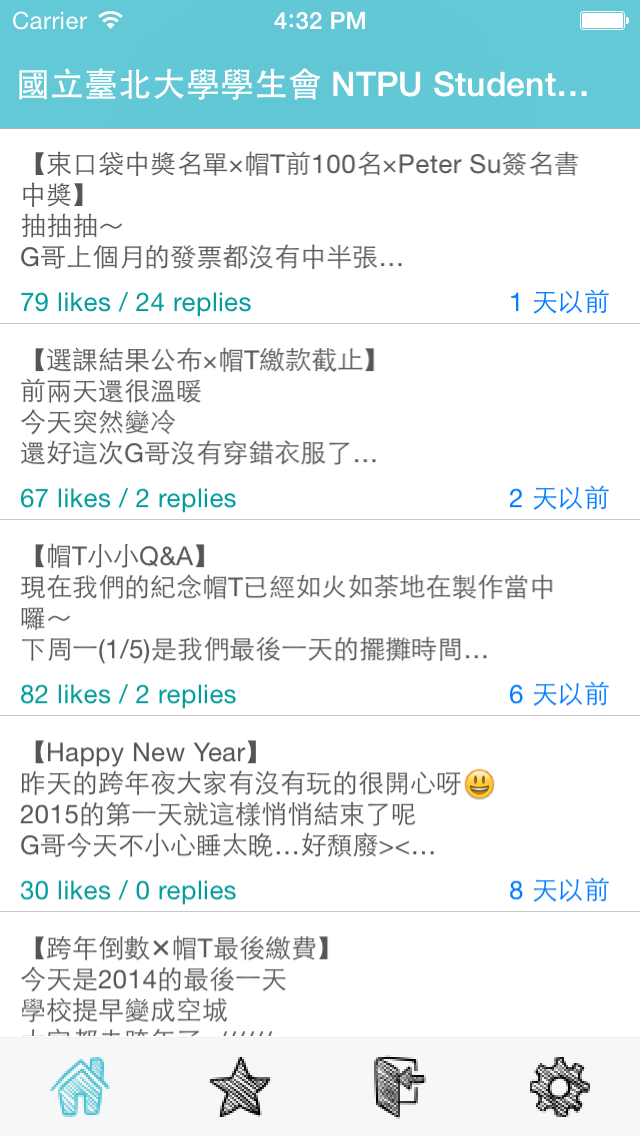 Carrier 4:32 PM
國立臺北大學學生會 NTPU Student...
【束口袋中獎名單×帽T前100名×Peter Su簽名書
中獎】
抽抽抽～
G哥上個月的發票都沒有中半張...
79 likes / 24 replies 1 天以前
【選課結果公布×帽T繳款截止】
前兩天還很溫暖
今天突然變冷
還好這次G哥沒有穿錯衣服了...
67 likes / 2 replies 2 天以前
【帽T小小Q&A】
現在我們的紀念帽T已經如火如荼地在製作當中
囉～
下周一(1/5)是我們最後一天的擺攤時間...
82 likes / 2 replies 6 天以前
【Happy New Year】
昨天的跨年夜大家有沒有玩的很開心呀😃
2015的第一天就這樣悄悄結束了呢
G哥今天不小心睡太晚...好頹廢><...
30 likes / 0 replies 8 天以前
【跨年倒數✕帽T最後繳費】
今天是2014的最後一天
學校提早變成空城